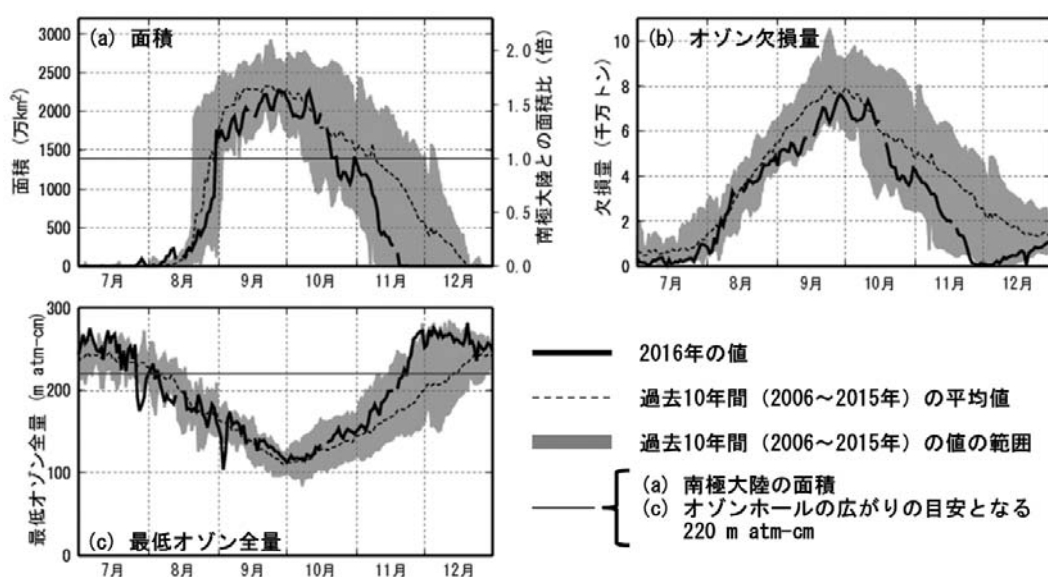 (a) 面積
面積 (万km²)
3000
2500
2000
1500
1000
500
0
南極大陸との面積比 (倍)
2.0
1.5
1.0
0.5
0.0
7月 8月 9月 10月 11月 12月
(b) オゾン欠損量
欠損量 (千万トン)
10
8
6
4
2
0
7月 8月 9月 10月 11月 12月
(c) 最低オゾン全量
最低オゾン全量 (m atm-cm)
300
200
100
0
7月 8月 9月 10月 11月 12月
2016年の値
過去10年間 (2006～2015年) の平均値
過去10年間 (2006～2015年) の値の範囲
(a) 南極大陸の面積
(c) オゾンホールの広がりの目安となる
220 m atm-cm